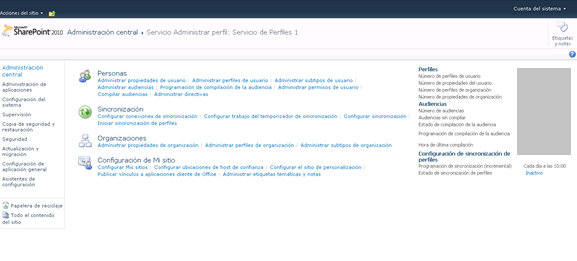 Acciones del sitio
Cuenta del sistema
Microsoft
SharePoint 2010
Administración central
Servicio Administrar perfil: Servicio de Perfiles 1
Etiquetas y notas
Administración central
Administración de aplicaciones
Configuración del sistema
Supervisión
Copia de seguridad y restauración
Seguridad
Actualización y migración
Configuración de aplicación general
Asistentes de configuración
Papelera de reciclaje
Todo el contenido del sitio
Personas
Administrar propiedades de usuario | Administrar perfiles de usuario | Administrar subtipos de usuario |
Administrar audiencias | Programación de compilación de la audiencia | Administrar permisos de usuario |
Compilar audiencias | Administrar directivas
Sincronización
Configurar conexiones de sincronización | Configurar trabajo del temporizador de sincronización | Configurar sincronización |
Iniciar sincronización de perfiles
Organizaciones
Administrar propiedades de organización | Administrar perfiles de organización | Administrar subtipos de organización
Configuración de Mi sitio
Configurar Mis sitios | Configurar ubicaciones de host de confianza | Configurar el sitio de personalización |
Publicar vínculos a aplicaciones cliente de Office | Administrar etiquetas temáticas y notas
Perfiles
Número de perfiles de usuario
Número de propiedades del usuario
Número de perfiles de organización
Número de propiedades de organización
Audiencias
Número de audiencias
Audiencias sin compilar
Estado de compilación de la audiencia
Programación de compilación de la audiencia
Hora de última compilación
Configuración de sincronización de perfiles
Programación de sincronización (incremental) Cada día a las 10:00
Estado de sincronización de perfiles Inactivo